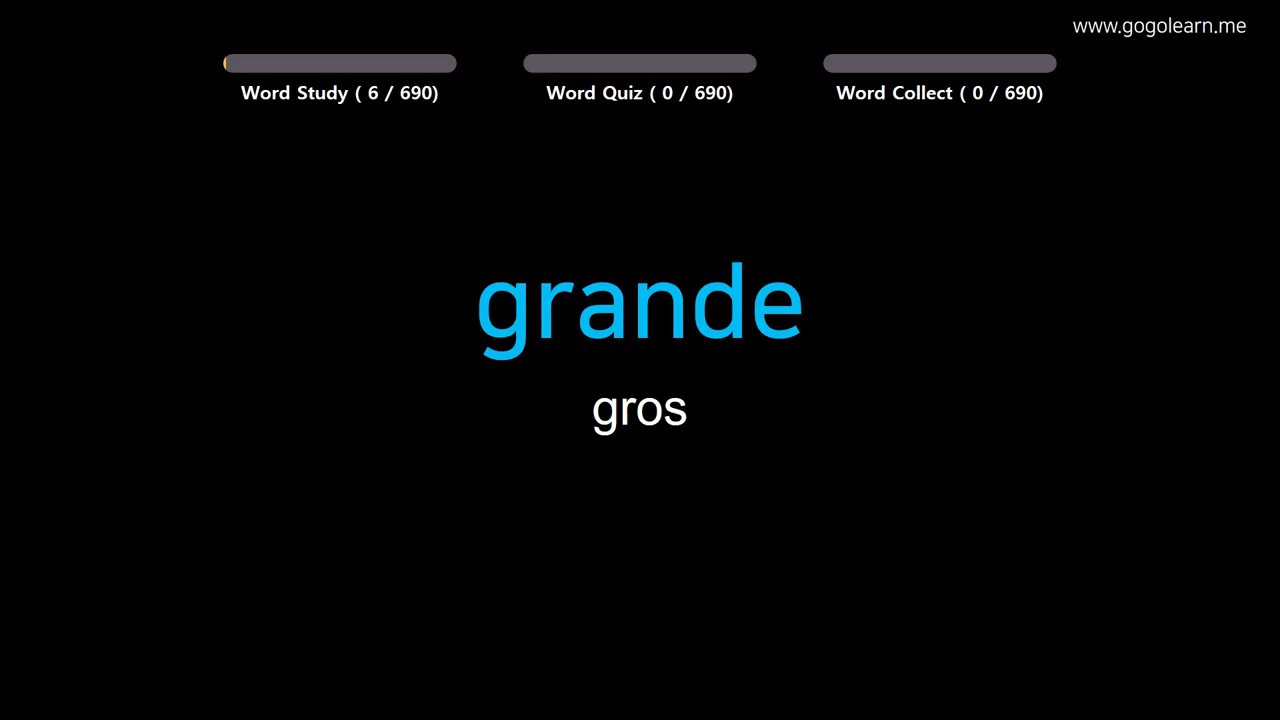 www.gogolearn.me
Word Study ( 6 / 690)
Word Quiz ( 0 / 690)
Word Collect ( 0 / 690)
grande
gros